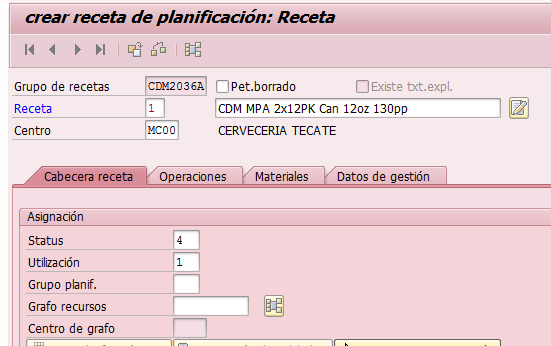 crear receta de planificación: Receta
Grupo de recetas CDM2036A Pet.borrado Existe txt.expl.
Receta 1 CDM MPA 2x12PK Can 12oz 130pp
Centro MC00 CERVECERIA TECATE
Cabecera receta Operaciones Materiales Datos de gestión
Asignación
Status 4
Utilización 1
Grupo planif.
Grafo recursos
Centro de grafo